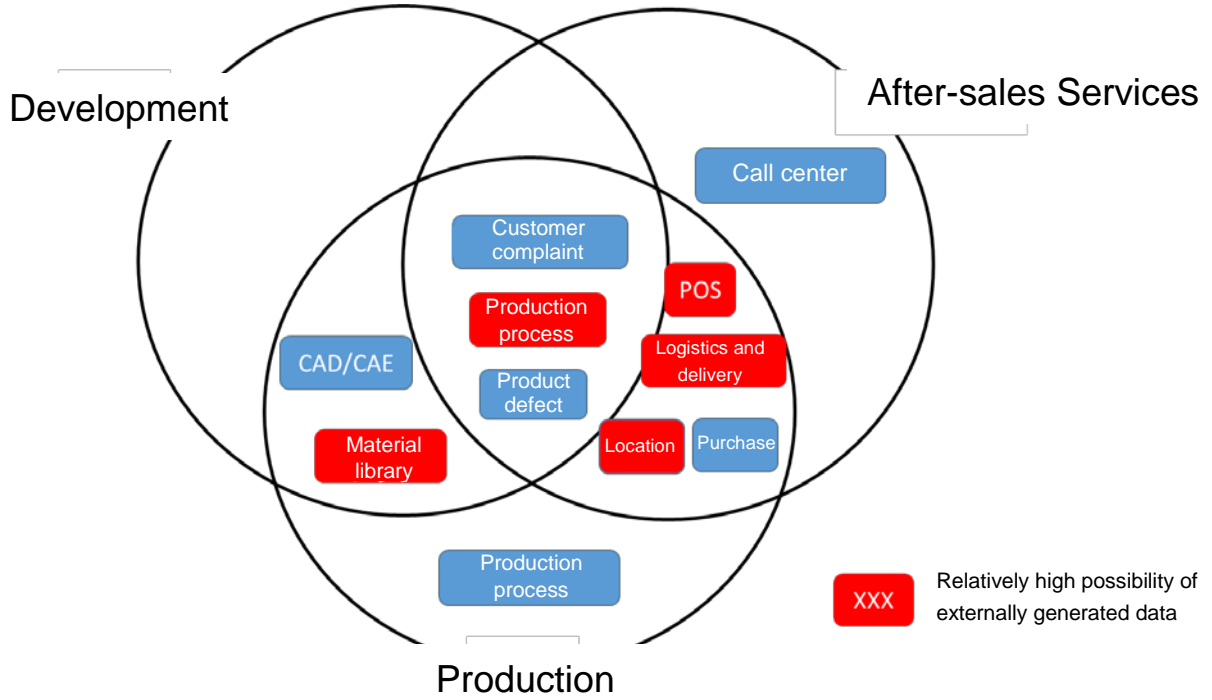 Development
After-sales Services
Call center
Customer
complaint
POS
Production
process
Logistics and
delivery
CAD/CAE
Product
defect
Material
library
Location
Purchase
Production
process
XXX
Relatively high possibility of
externally generated data
Production